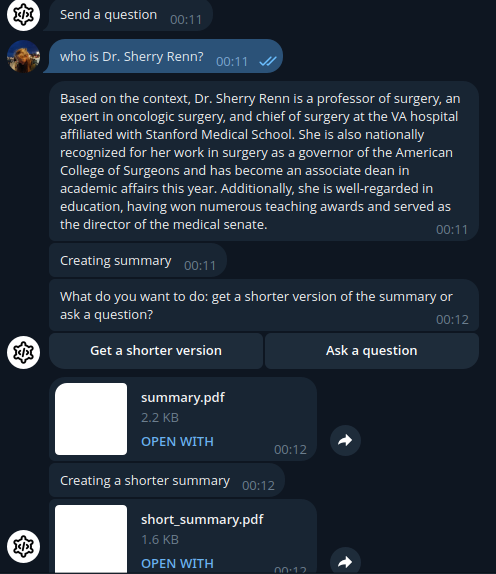 Send a question 00:11
who is Dr. Sherry Renn? 00:11
Based on the context, Dr. Sherry Renn is a professor of surgery, an
expert in oncologic surgery, and chief of surgery at the VA hospital
affiliated with Stanford Medical School. She is also nationally
recognized for her work in surgery as a governor of the American
College of Surgeons and has become an associate dean in
academic affairs this year. Additionally, she is well-regarded in
education, having won numerous teaching awards and served as
the director of the medical senate.
00:11
Creating summary 00:11
What do you want to do: get a shorter version of the summary or
ask a question?
00:12
Get a shorter version
Ask a question
summary.pdf
2.2 KB
OPEN WITH
00:12
Creating a shorter summary 00:12
short_summary.pdf
1.6 KB
OPEN WITH
00:12